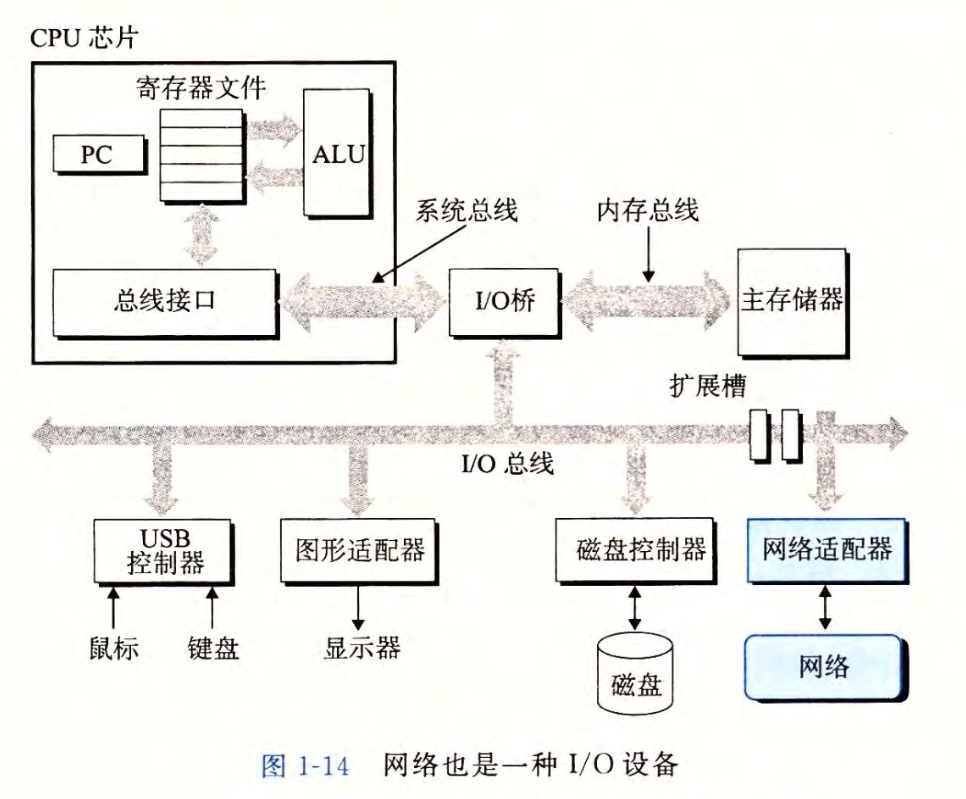 CPU 芯片
寄存器文件
PC
ALU
系统总线
内存总线
总线接口
I/O桥
主存储器
扩展槽
I/O 总线
USB
控制器
图形适配器
磁盘控制器
网络适配器
鼠标
键盘
显示器
磁盘
网络
图 1-14 网络也是一种 I/O 设备